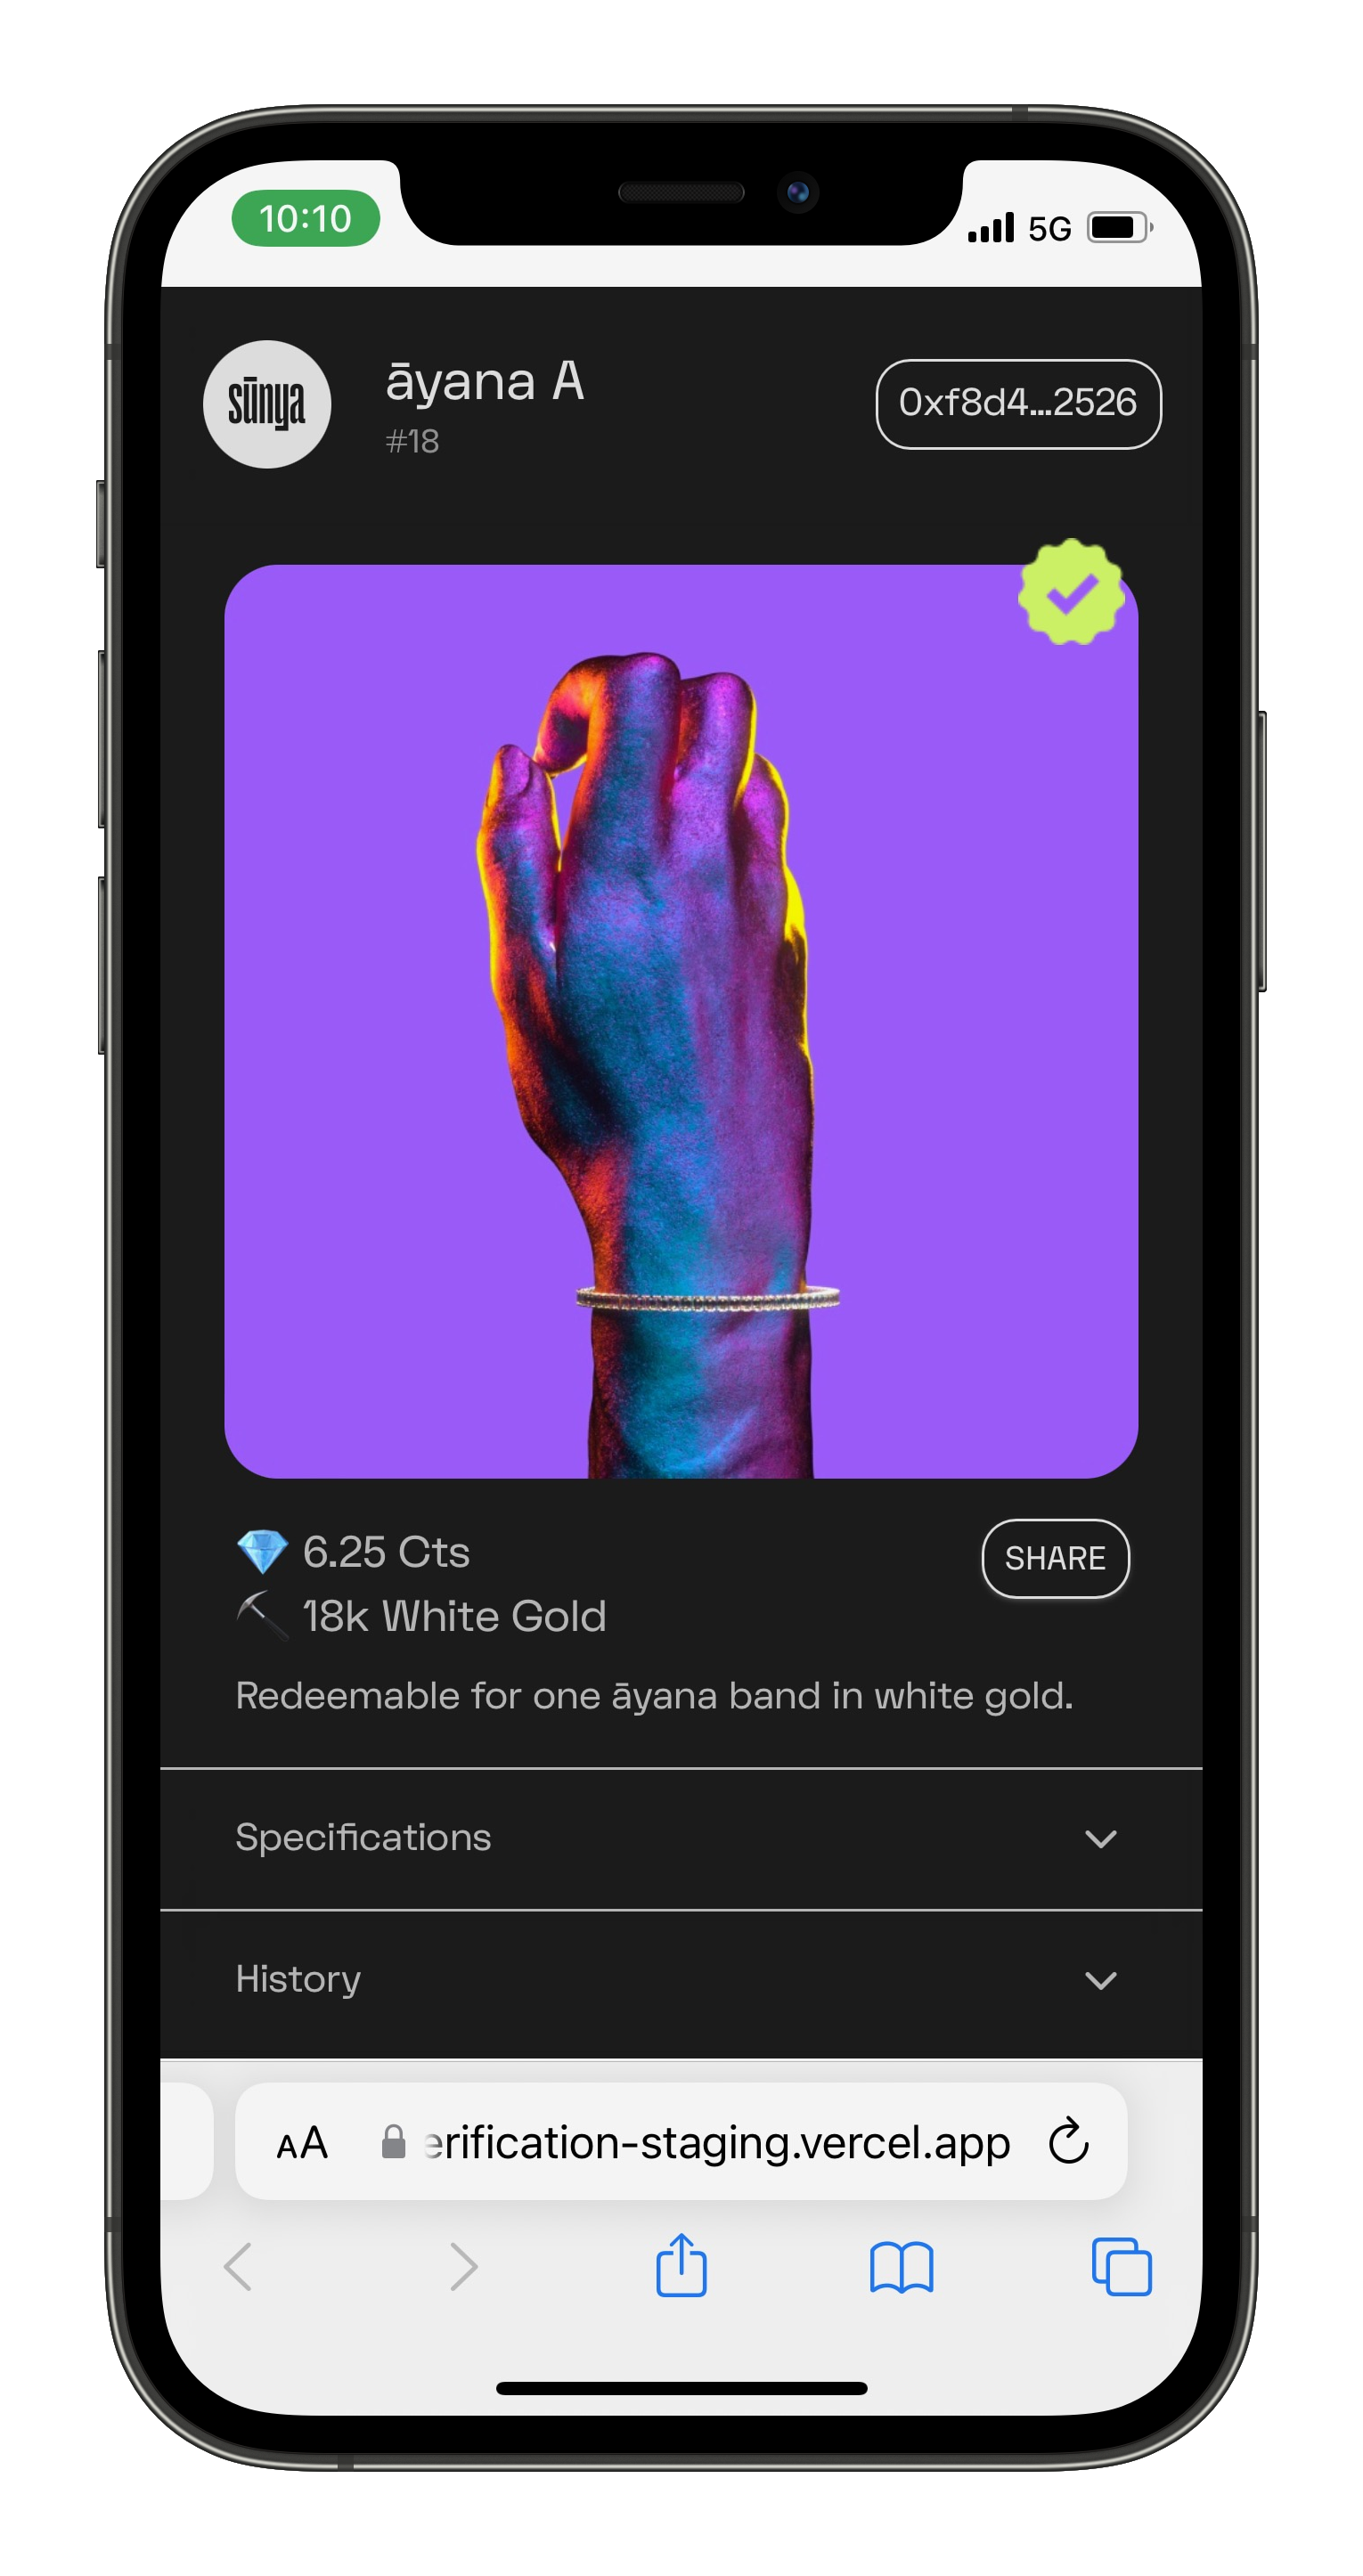 10:10
5G
sūnya
āyana A
#18
0xf8d4...2526
💎 6.25 Cts
⛏ 18k White Gold
SHARE
Redeemable for one āyana band in white gold.
Specifications
History
AA
erification-staging.vercel.app